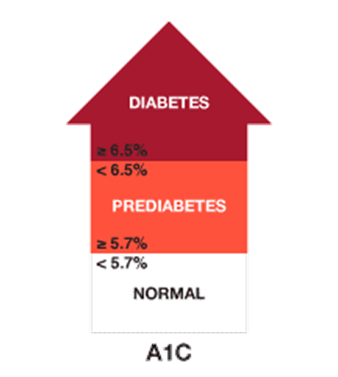 DIABETES
≥ 6.5%
< 6.5%
PREDIABETES
≥ 5.7%
< 5.7%
NORMAL
A1C